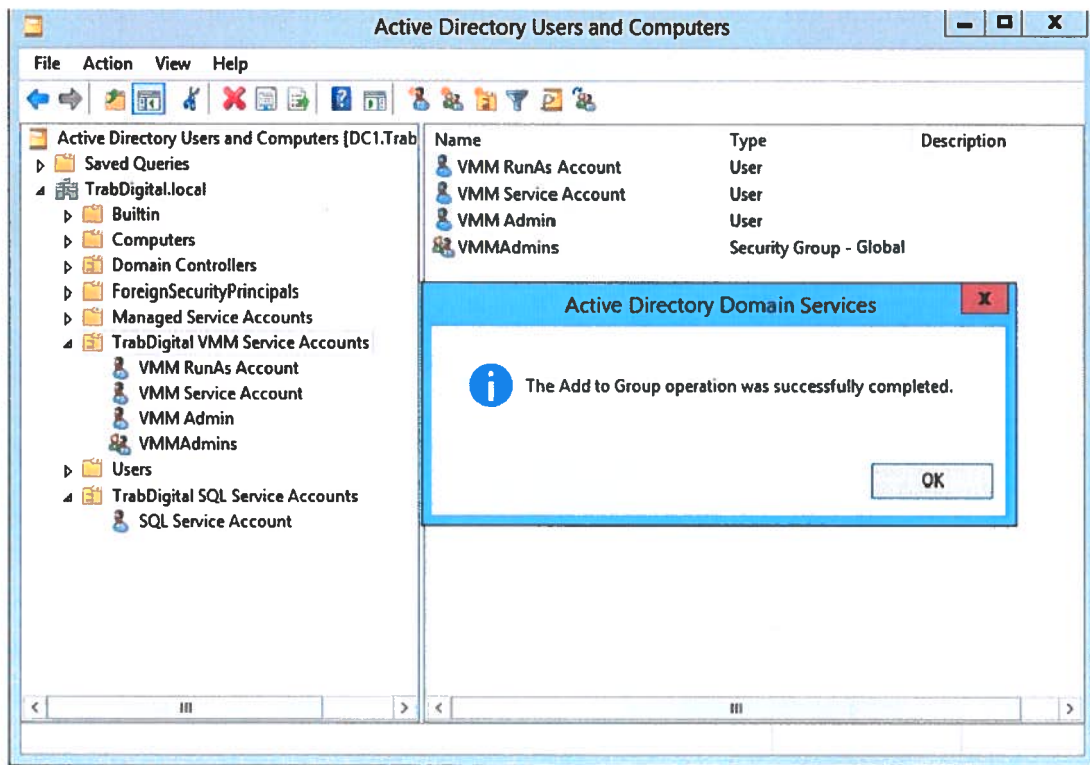 Active Directory Users and Computers
File Action View Help
Active Directory Users and Computers [DC1.Trab
Saved Queries
TrabDigital.local
Builtin
Computers
Domain Controllers
ForeignSecurityPrincipals
Managed Service Accounts
TrabDigital VMM Service Accounts
VMM RunAs Account
VMM Service Account
VMM Admin
VMMAdmins
Users
TrabDigital SQL Service Accounts
SQL Service Account
Name Type Description
VMM RunAs Account User
VMM Service Account User
VMM Admin User
VMMAdmins Security Group - Global
Active Directory Domain Services
The Add to Group operation was successfully completed.
OK